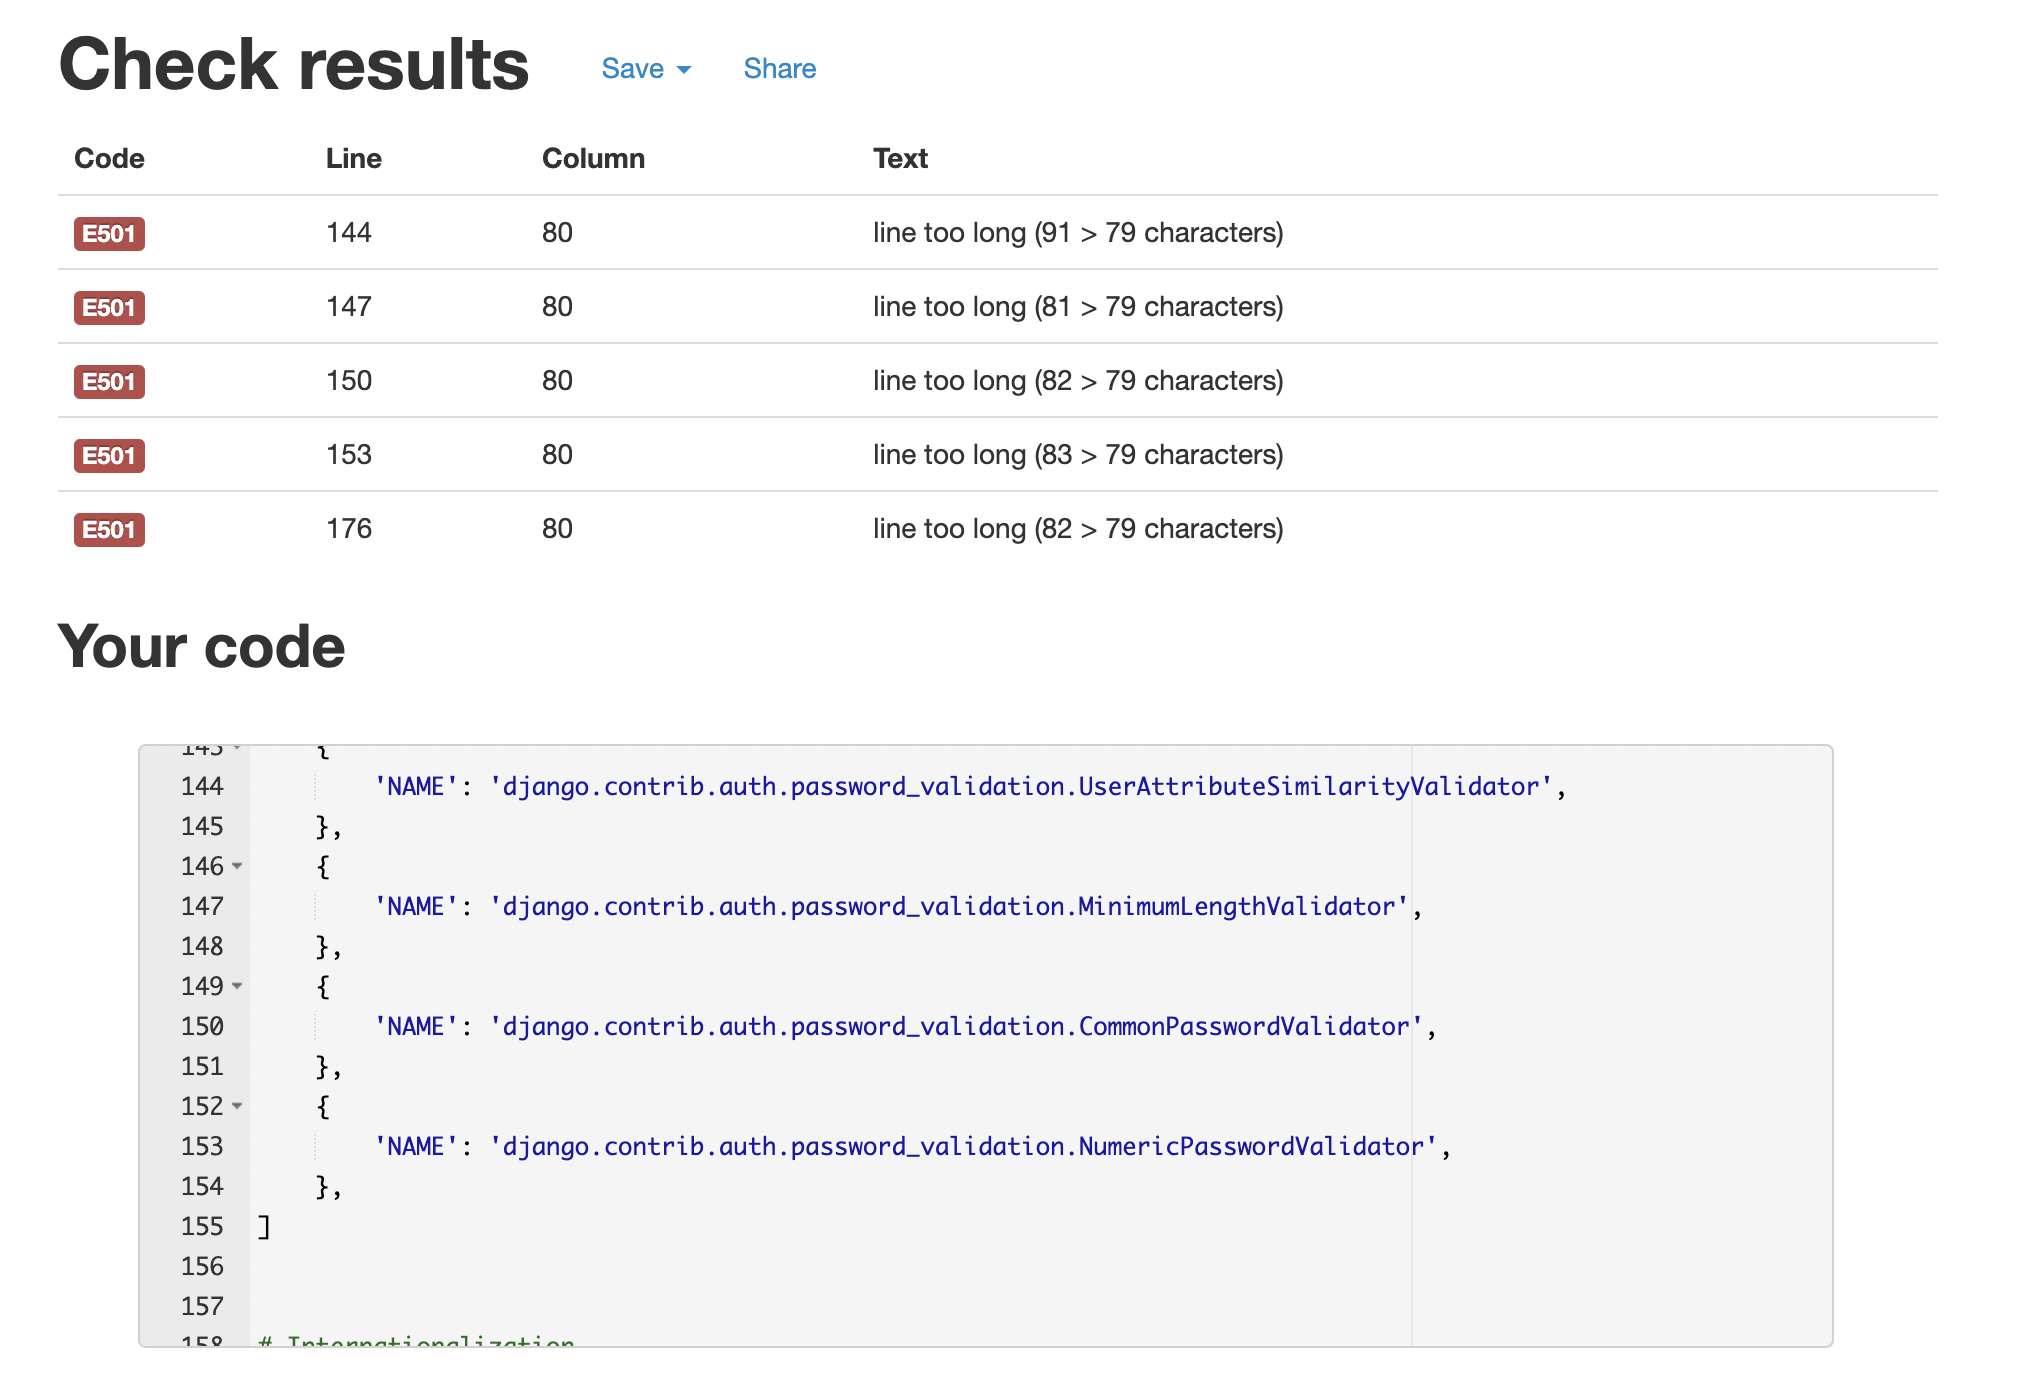 Check results Save Share
Code Line Column Text
E501 144 80 line too long (91 > 79 characters)
E501 147 80 line too long (81 > 79 characters)
E501 150 80 line too long (82 > 79 characters)
E501 153 80 line too long (83 > 79 characters)
E501 176 80 line too long (82 > 79 characters)
Your code
143 {
144 'NAME': 'django.contrib.auth.password_validation.UserAttributeSimilarityValidator',
145 },
146 {
147 'NAME': 'django.contrib.auth.password_validation.MinimumLengthValidator',
148 },
149 {
150 'NAME': 'django.contrib.auth.password_validation.CommonPasswordValidator',
151 },
152 {
153 'NAME': 'django.contrib.auth.password_validation.NumericPasswordValidator',
154 },
155 ]
156
157
158 # Internationalization